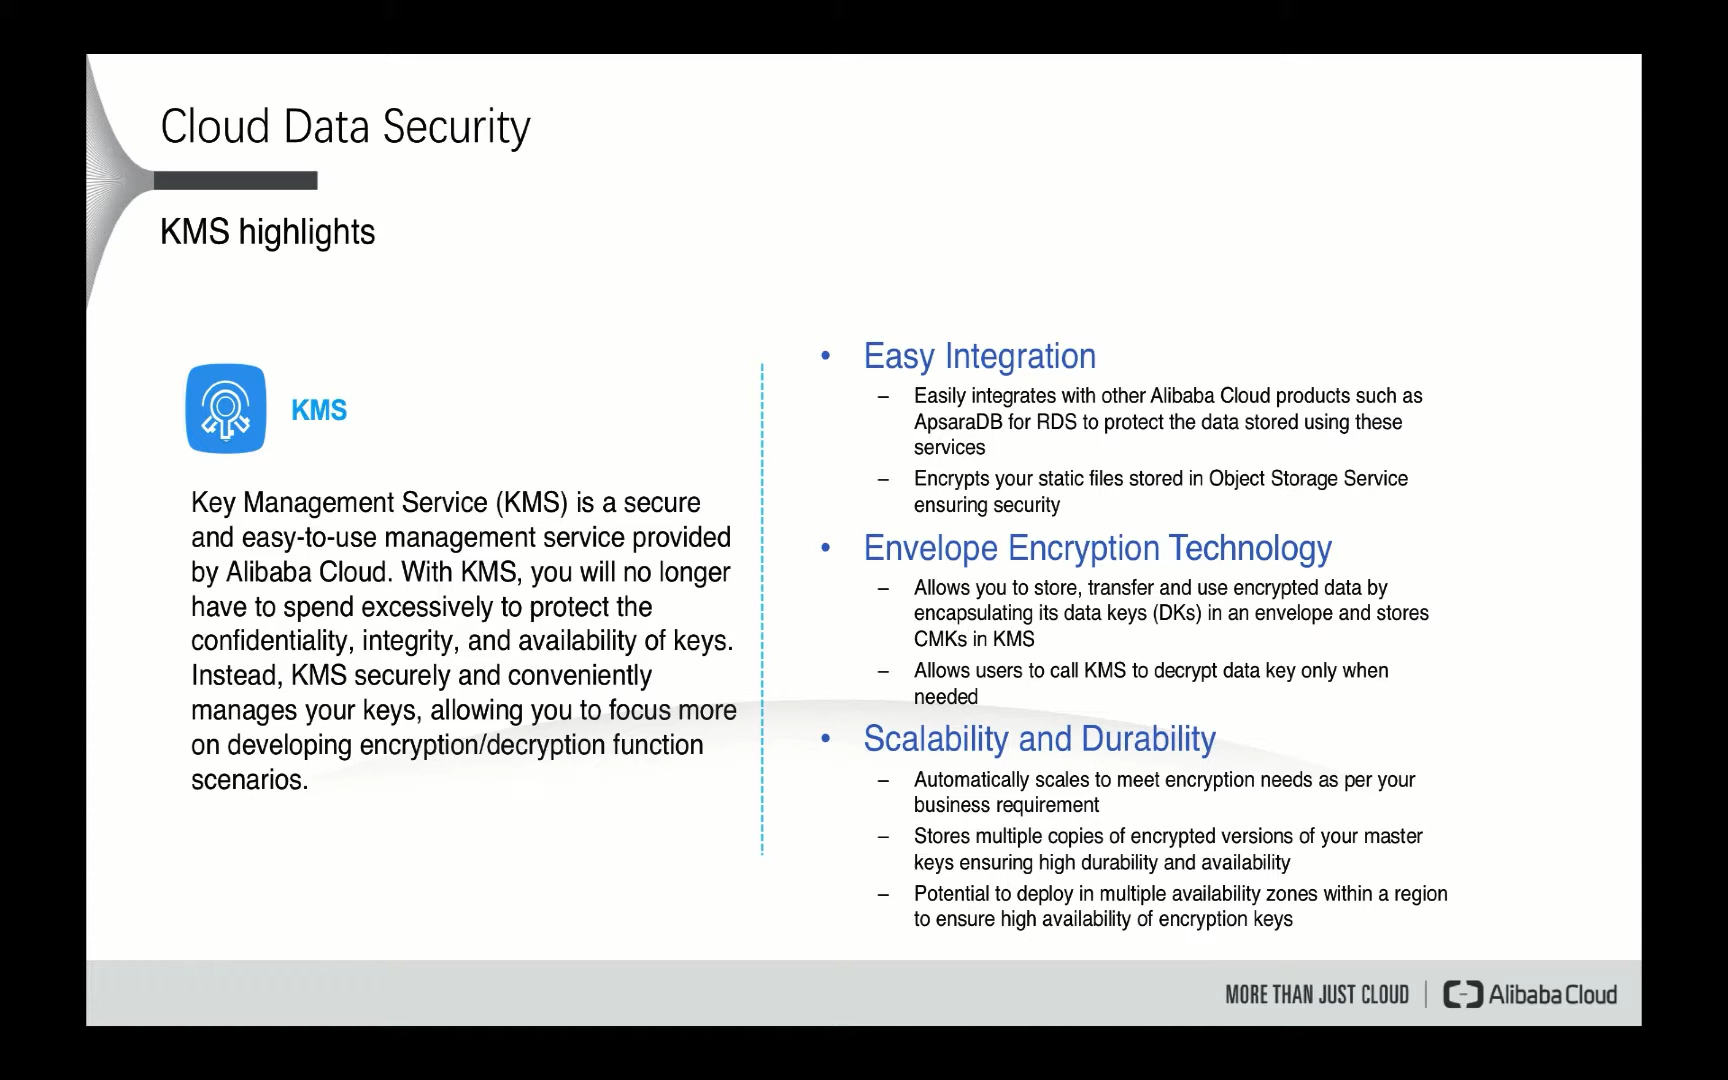 Cloud Data Security
KMS highlights
KMS
Key Management Service (KMS) is a secure
and easy-to-use management service provided
by Alibaba Cloud. With KMS, you will no longer
have to spend excessively to protect the
confidentiality, integrity, and availability of keys.
Instead, KMS securely and conveniently
manages your keys, allowing you to focus more
on developing encryption/decryption function
scenarios.
• Easy Integration
– Easily integrates with other Alibaba Cloud products such as
ApsaraDB for RDS to protect the data stored using these
services
– Encrypts your static files stored in Object Storage Service
ensuring security
• Envelope Encryption Technology
– Allows you to store, transfer and use encrypted data by
encapsulating its data keys (DKs) in an envelope and stores
CMKs in KMS
– Allows users to call KMS to decrypt data key only when
needed
• Scalability and Durability
– Automatically scales to meet encryption needs as per your
business requirement
– Stores multiple copies of encrypted versions of your master
keys ensuring high durability and availability
– Potential to deploy in multiple availability zones within a region
to ensure high availability of encryption keys
MORE THAN JUST CLOUD | Alibaba Cloud